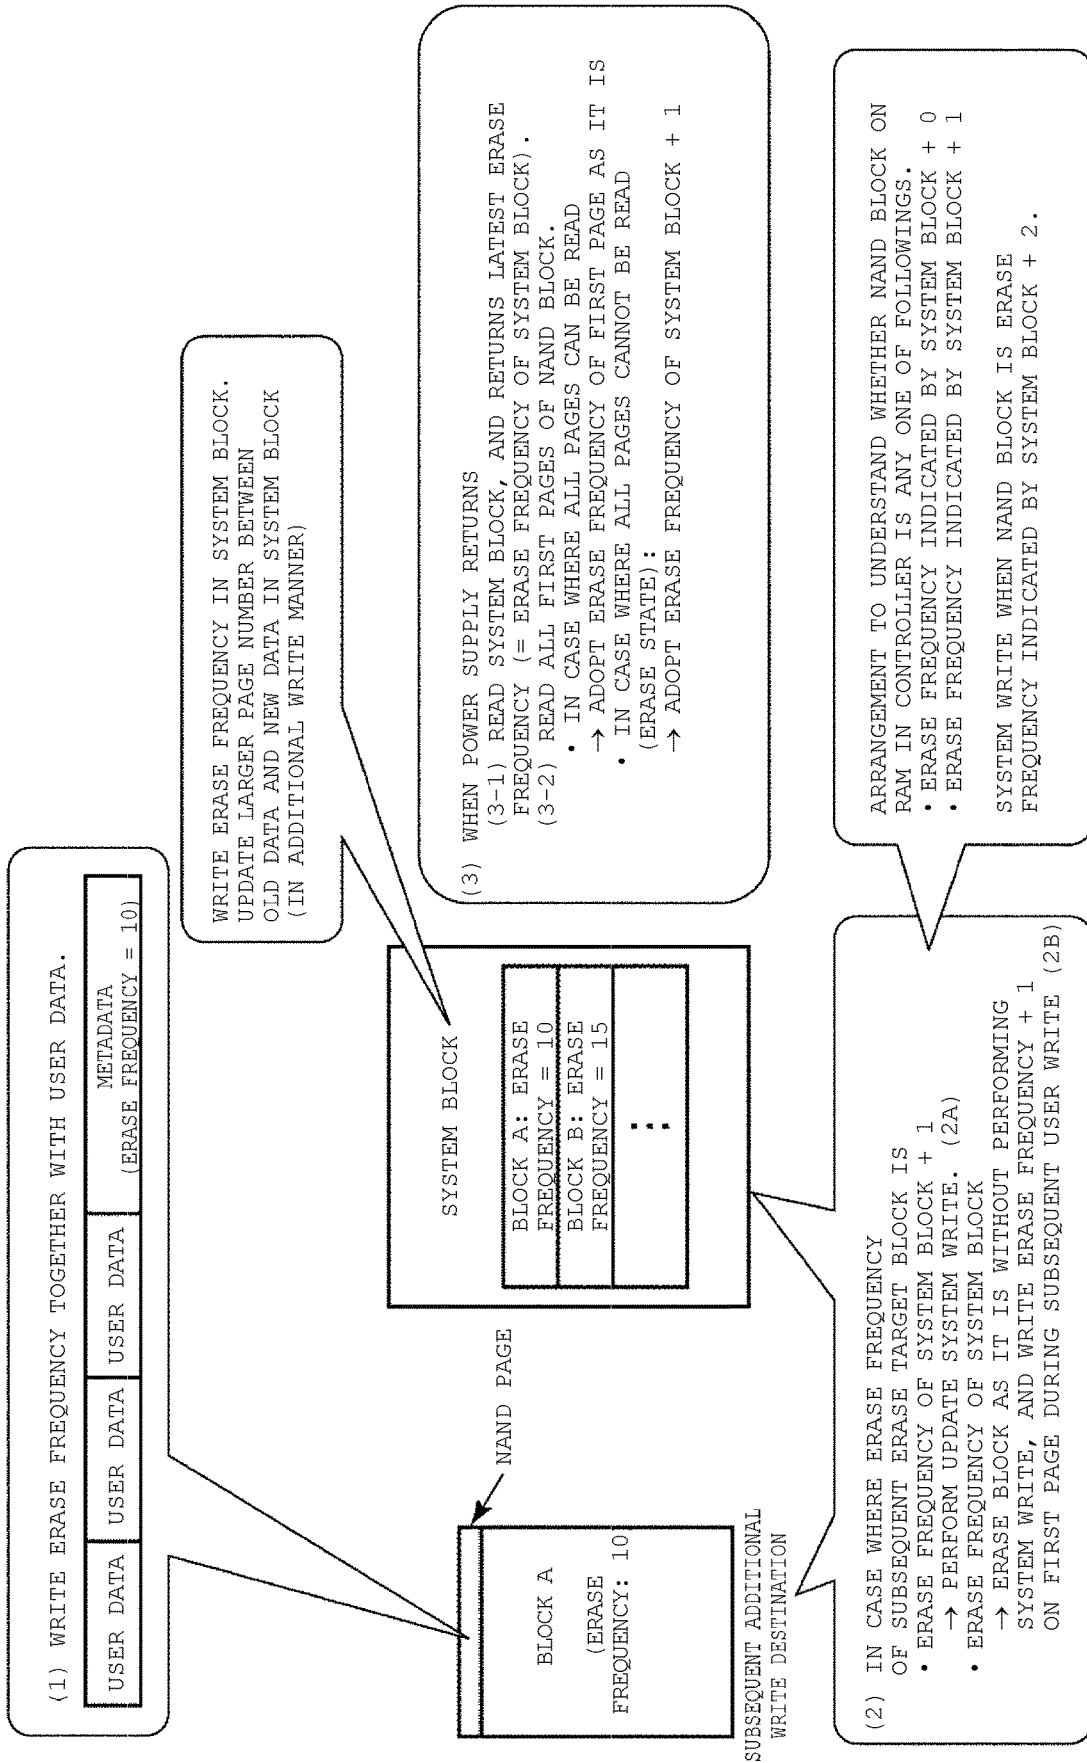 (1) WRITE ERASE FREQUENCY TOGETHER WITH USER DATA.
USER DATA
USER DATA
USER DATA
METADATA
(ERASE FREQUENCY = 10)
WRITE ERASE FREQUENCY IN SYSTEM BLOCK.
UPDATE LARGER PAGE NUMBER BETWEEN
OLD DATA AND NEW DATA IN SYSTEM BLOCK
(IN ADDITIONAL WRITE MANNER)
BLOCK A
(ERASE
FREQUENCY: 10
NAND PAGE
SUBSEQUENT ADDITIONAL
WRITE DESTINATION
SYSTEM BLOCK
BLOCK A: ERASE
FREQUENCY = 10
BLOCK B: ERASE
FREQUENCY = 15
⋮
(3) WHEN POWER SUPPLY RETURNS
(3-1) READ SYSTEM BLOCK, AND RETURNS LATEST ERASE
FREQUENCY (= ERASE FREQUENCY OF SYSTEM BLOCK).
(3-2) READ ALL FIRST PAGES OF NAND BLOCK.
• IN CASE WHERE ALL PAGES CAN BE READ
→ ADOPT ERASE FREQUENCY OF FIRST PAGE AS IT IS
• IN CASE WHERE ALL PAGES CANNOT BE READ
(ERASE STATE):
→ ADOPT ERASE FREQUENCY OF SYSTEM BLOCK + 1
(2) IN CASE WHERE ERASE FREQUENCY
OF SUBSEQUENT ERASE TARGET BLOCK IS
• ERASE FREQUENCY OF SYSTEM BLOCK + 1
→ PERFORM UPDATE SYSTEM WRITE. (2A)
• ERASE FREQUENCY OF SYSTEM BLOCK
→ ERASE BLOCK AS IT IS WITHOUT PERFORMING
SYSTEM WRITE, AND WRITE ERASE FREQUENCY + 1
ON FIRST PAGE DURING SUBSEQUENT USER WRITE (2B)
ARRANGEMENT TO UNDERSTAND WHETHER NAND BLOCK ON
RAM IN CONTROLLER IS ANY ONE OF FOLLOWINGS.
• ERASE FREQUENCY INDICATED BY SYSTEM BLOCK + 0
• ERASE FREQUENCY INDICATED BY SYSTEM BLOCK + 1
SYSTEM WRITE WHEN NAND BLOCK IS ERASE
FREQUENCY INDICATED BY SYSTEM BLOCK + 2.